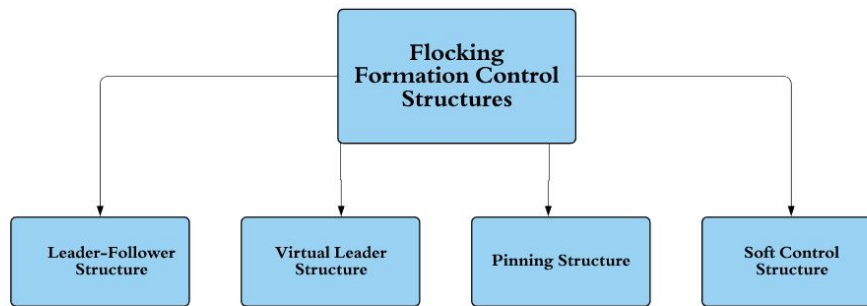 Flocking
Formation Control
Structures
Leader-Follower
Structure
Virtual Leader
Structure
Pinning Structure
Soft Control
Structure